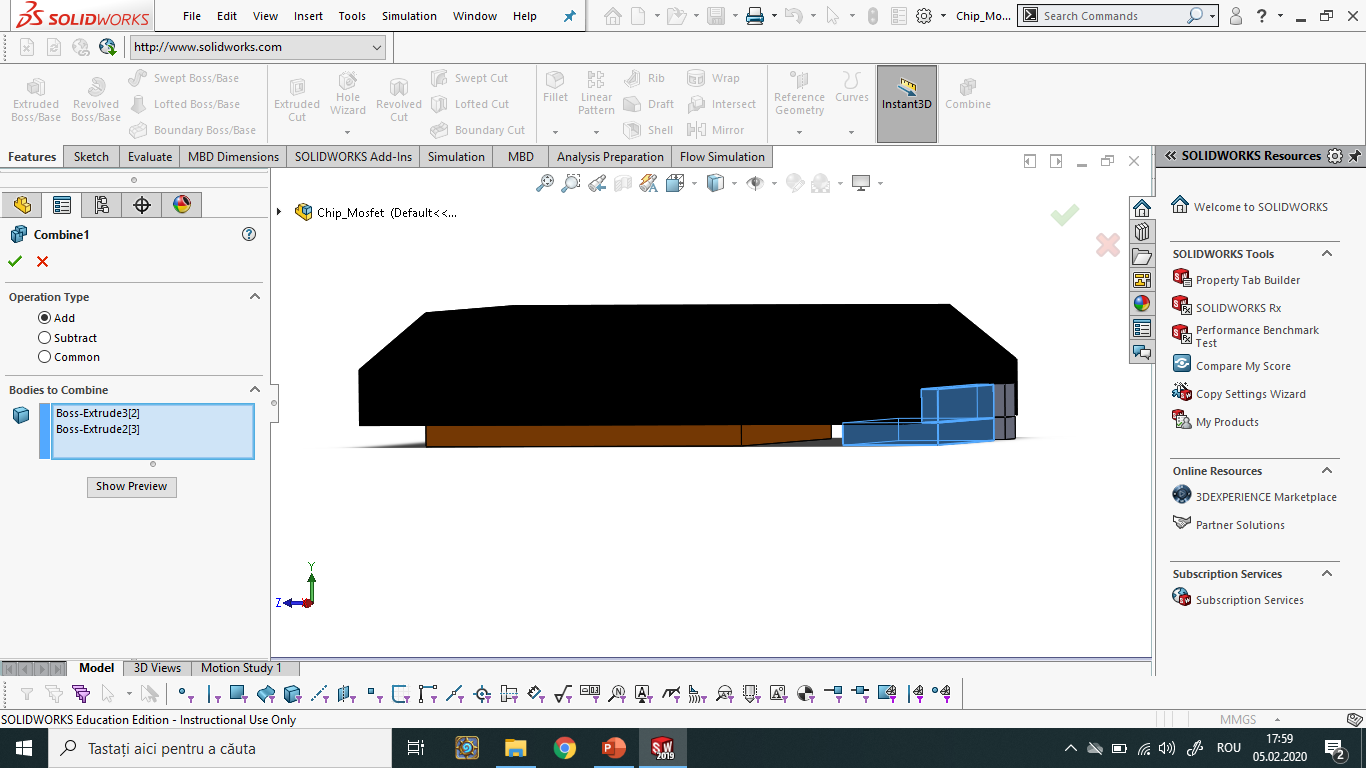 SOLIDWORKS File Edit View Insert Tools Simulation Window Help Chip_Mo... Search Commands
http://www.solidworks.com
Extruded Boss/Base
Revolved Boss/Base
Swept Boss/Base
Lofted Boss/Base
Boundary Boss/Base
Extruded Cut
Hole Wizard
Revolved Cut
Swept Cut
Lofted Cut
Boundary Cut
Fillet
Linear Pattern
Rib
Draft
Shell
Wrap
Intersect
Mirror
Reference Geometry
Curves
Instant3D
Combine
Features Sketch Evaluate MBD Dimensions SOLIDWORKS Add-Ins Simulation MBD Analysis Preparation Flow Simulation
Combine1
Operation Type
Add
Subtract
Common
Bodies to Combine
Boss-Extrude3[2]
Boss-Extrude2[3]
Show Preview
Chip_Mosfet (Default<<...
Y
Z
SOLIDWORKS Resources
Welcome to SOLIDWORKS
SOLIDWORKS Tools
Property Tab Builder
SOLIDWORKS Rx
Performance Benchmark
Test
Compare My Score
Copy Settings Wizard
My Products
Online Resources
3DEXPERIENCE Marketplace
Partner Solutions
Subscription Services
Subscription Services
Model 3D Views Motion Study 1
SOLIDWORKS Education Edition - Instructional Use Only
MMGS
Tastați aici pentru a căuta
SW
2019
ROU
17:59
05.02.2020
2